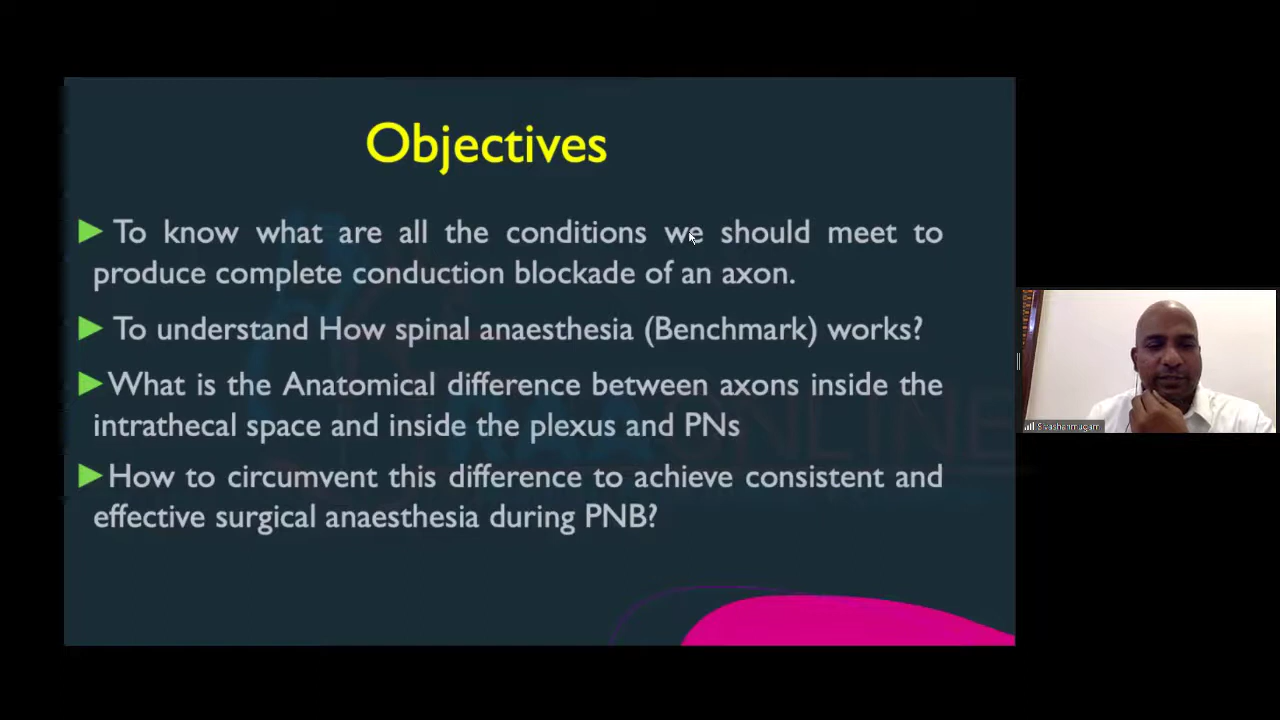 Objectives
To know what are all the conditions we should meet to
produce complete conduction blockade of an axon.
To understand How spinal anaesthesia (Benchmark) works?
What is the Anatomical difference between axons inside the
intrathecal space and inside the plexus and PNs
How to circumvent this difference to achieve consistent and
effective surgical anaesthesia during PNB?
Sivashanmugam